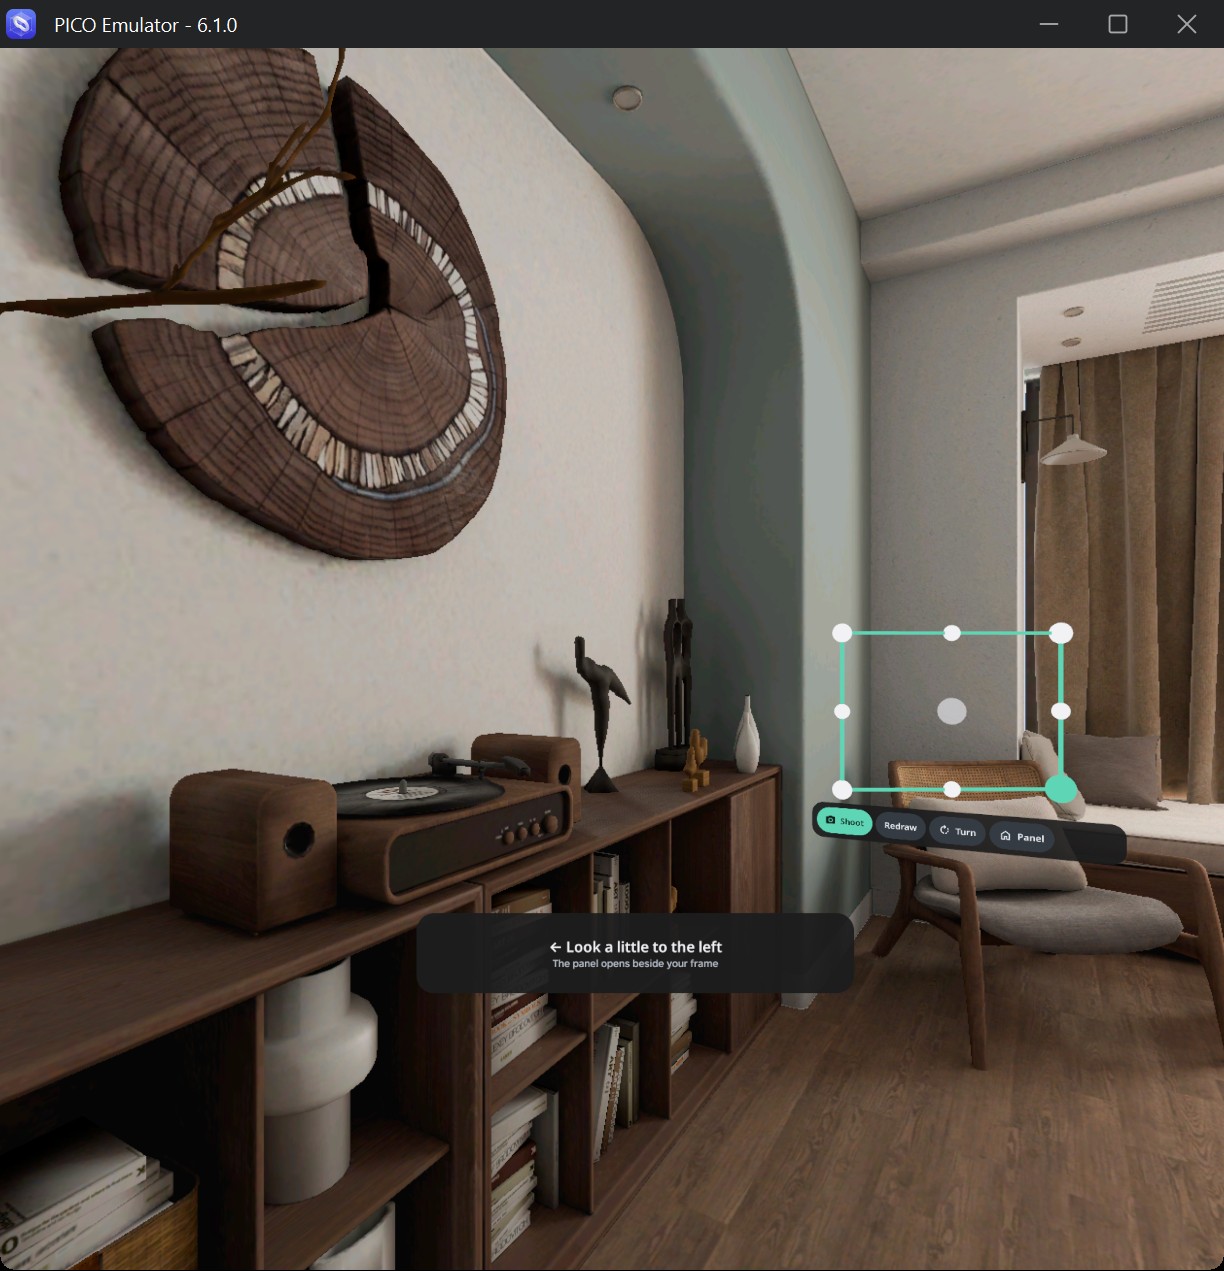 PICO Emulator - 6.1.0
Shoot
Redraw
Turn
Panel
← Look a little to the left
The panel opens beside your frame